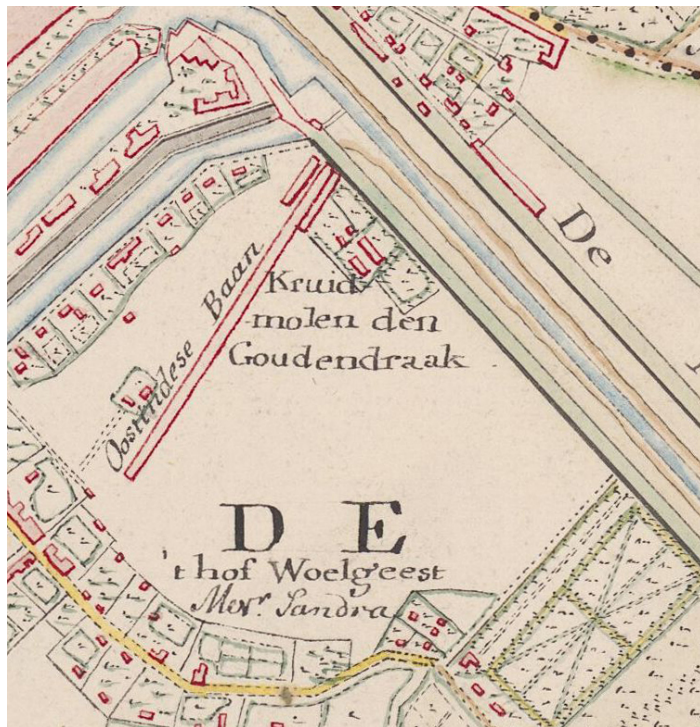 De
Oostindese Baan
Kruid
molen den
Goudendraak
D E
't hof Woelgeest
Mevr. Sandra